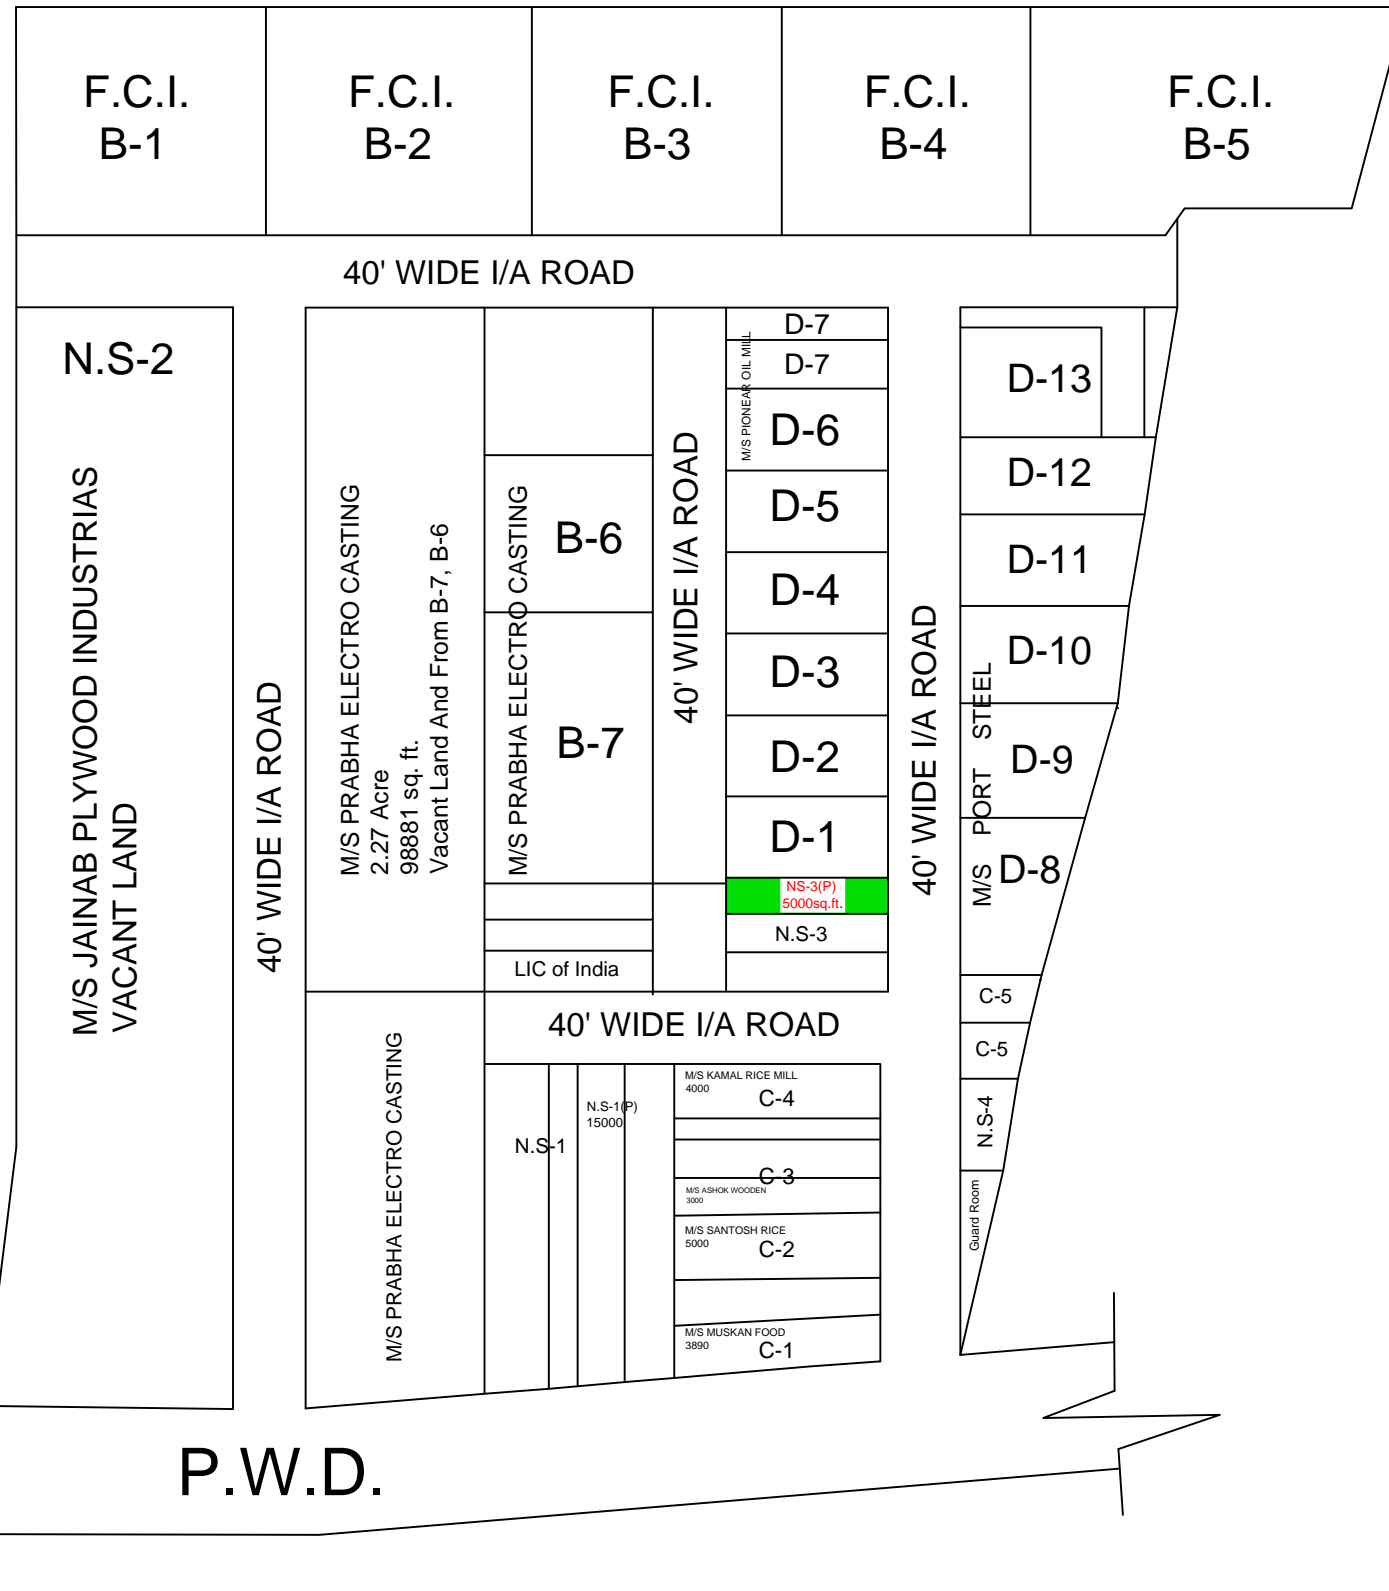 F.C.I.
B-1
F.C.I.
B-2
F.C.I.
B-3
F.C.I.
B-4
F.C.I.
B-5
40' WIDE I/A ROAD
N.S-2
M/S JAINAB PLYWOOD INDUSTRIAS
VACANT LAND
40' WIDE I/A ROAD
M/S PRABHA ELECTRO CASTING
2.27 Acre
98881 sq. ft.
Vacant Land And From B-7, B-6
M/S PRABHA ELECTRO CASTING
B-6
B-7
LIC of India
40' WIDE I/A ROAD
M/S PIONEAR OIL MILL
D-7
D-7
D-6
D-5
D-4
D-3
D-2
D-1
NS-3(P)
5000sq.ft.
N.S-3
40' WIDE I/A ROAD
D-13
D-12
D-11
D-10
D-9
D-8
M/S PORT STEEL
C-5
C-5
N.S-4
Guard Room
40' WIDE I/A ROAD
M/S PRABHA ELECTRO CASTING
N.S-1
N.S-1(P)
15000
M/S KAMAL RICE MILL
4000
C-4
C-3
M/S ASHOK WOODEN
3000
M/S SANTOSH RICE
5000
C-2
M/S MUSKAN FOOD
3890
C-1
P.W.D.